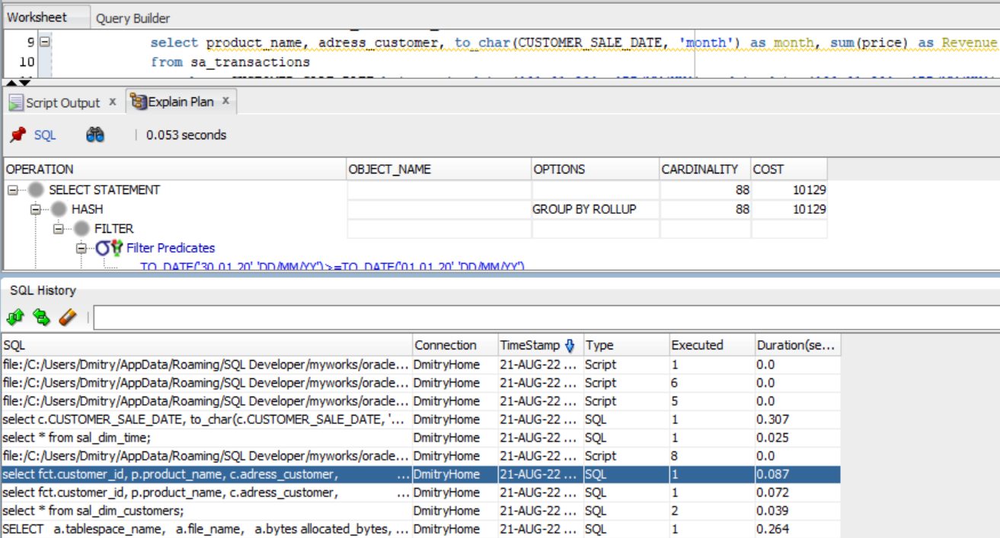 Worksheet Query Builder
9 select product_name, adress_customer, to_char(CUSTOMER_SALE_DATE, 'month') as month, sum(price) as Revenue
10 from sa_transactions
Script Output x Explain Plan x
SQL | 0.053 seconds
OPERATION OBJECT_NAME OPTIONS CARDINALITY COST
SELECT STATEMENT 88 10129
HASH GROUP BY ROLLUP 88 10129
FILTER
Filter Predicates
TO_DATE('30.01.20','DD/MM/YY')>=TO_DATE('01.01.20','DD/MM/YY')
SQL History
SQL Connection TimeStamp Type Executed Duration(se...
file:/C:/Users/Dmitry/AppData/Roaming/SQL Developer/myworks/oracle... DmitryHome 21-AUG-22 ... Script 1 0.0
file:/C:/Users/Dmitry/AppData/Roaming/SQL Developer/myworks/oracle... DmitryHome 21-AUG-22 ... Script 6 0.0
file:/C:/Users/Dmitry/AppData/Roaming/SQL Developer/myworks/oracle... DmitryHome 21-AUG-22 ... Script 5 0.0
select c.CUSTOMER_SALE_DATE, to_char(c.CUSTOMER_SALE_DATE, '... DmitryHome 21-AUG-22 ... SQL 1 0.307
select * from sal_dim_time; DmitryHome 21-AUG-22 ... SQL 1 0.025
file:/C:/Users/Dmitry/AppData/Roaming/SQL Developer/myworks/oracle... DmitryHome 21-AUG-22 ... Script 8 0.0
select fct.customer_id, p.product_name, c.adress_customer, ... DmitryHome 21-AUG-22 ... SQL 1 0.087
select fct.customer_id, p.product_name, c.adress_customer, ... DmitryHome 21-AUG-22 ... SQL 1 0.072
select * from sal_dim_customers; DmitryHome 21-AUG-22 ... SQL 2 0.039
SELECT a.tablespace_name, a.file_name, a.bytes allocated_bytes, ... DmitryHome 21-AUG-22 ... SQL 1 0.264